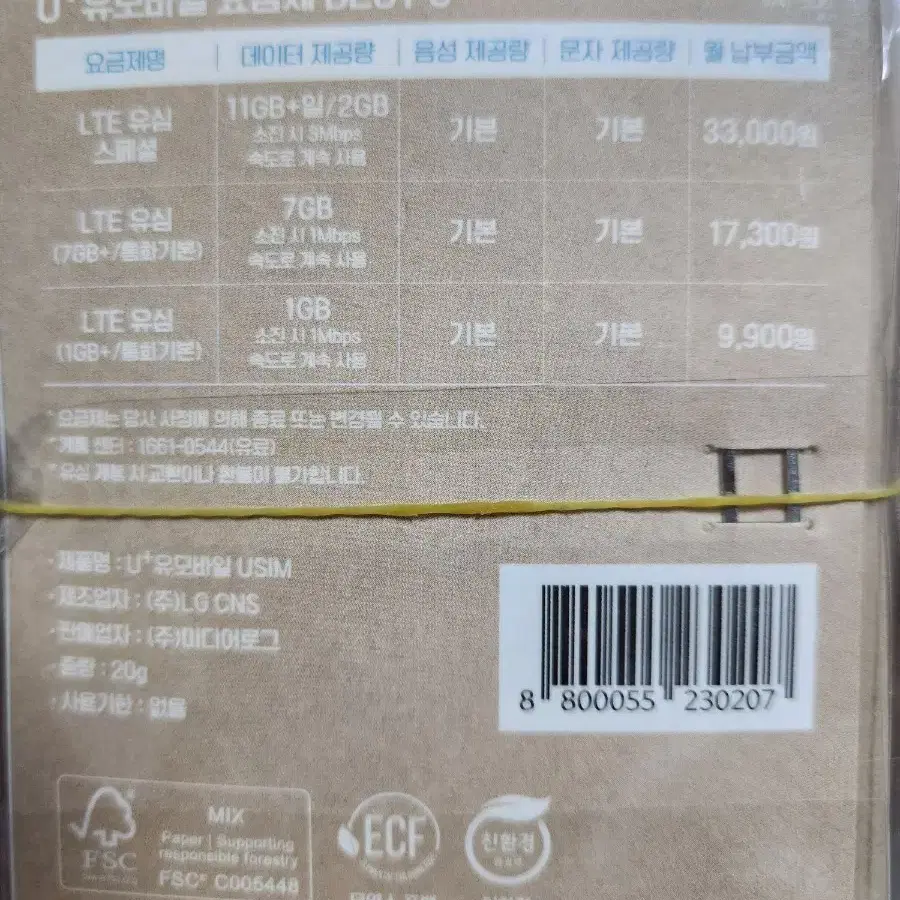 U+유모바일 요금제 BEST 3
요금제명 데이터 제공량 음성 제공량 문자 제공량 월 납부금액
LTE 유심 스페셜 11GB+일/2GB 소진 시 3Mbps 속도로 계속 사용 기본 기본 33,000원
LTE 유심 (7GB+/통화기본) 7GB 소진 시 1Mbps 속도로 계속 사용 기본 기본 17,300원
LTE 유심 (1GB+/통화기본) 1GB 소진 시 1Mbps 속도로 계속 사용 기본 기본 9,900원
* 요금제는 당사 사정에 의해 종료 또는 변경될 수 있습니다.
* 개통 센터 : 1661-0544(유료)
* 유심 개봉 시 교환이나 환불이 불가합니다.
· 제품명 : U+유모바일 USIM
· 제조업자 : (주)LG CNS
· 판매업자 : (주)미디어로그
· 중량 : 20g
· 사용기한 : 없음
8 800055 230207
FSC
MIX
Paper | Supporting
responsible forestry
FSC® C005448
ECF
친환경